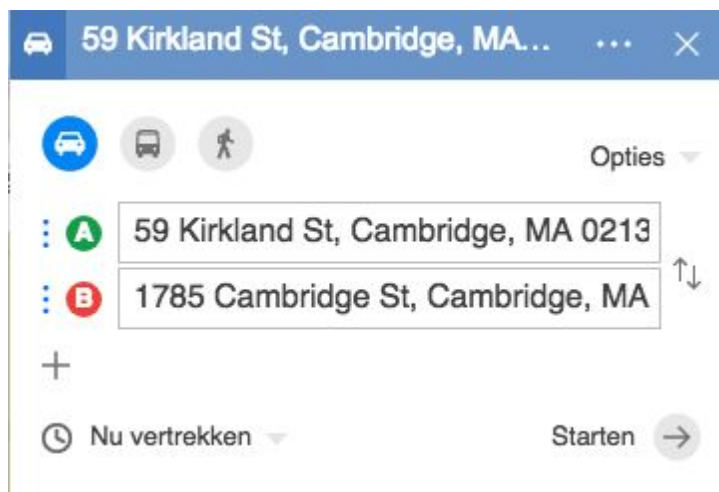 59 Kirkland St, Cambridge, MA...
Opties
A 59 Kirkland St, Cambridge, MA 0213
B 1785 Cambridge St, Cambridge, MA
Nu vertrekken
Starten